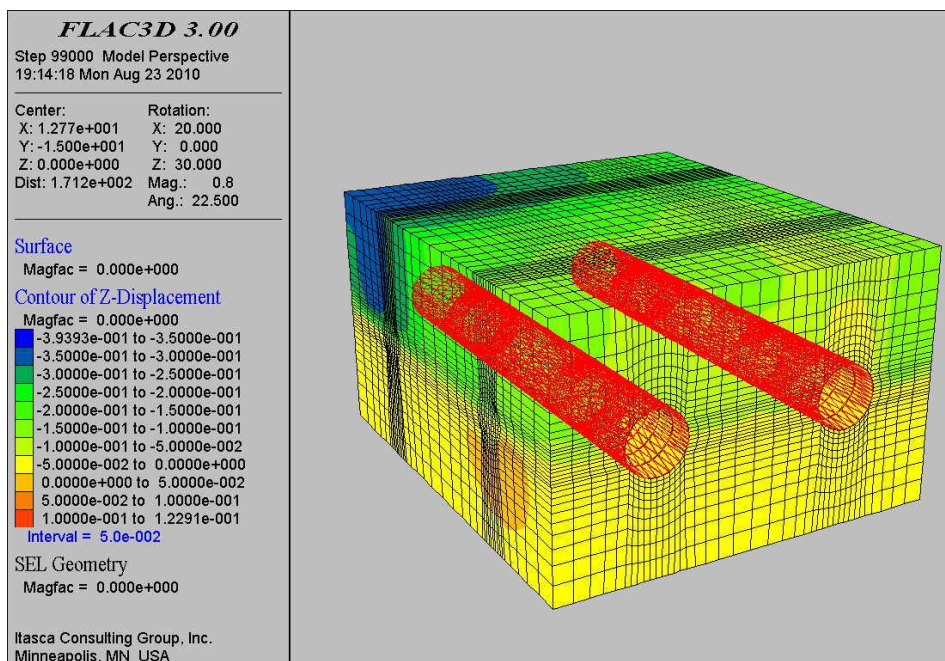 FLAC3D 3.00
Step 99000  Model Perspective
19:14:18 Mon Aug 23 2010
Center:
X: 1.277e+001
Y: -1.500e+001
Z: 0.000e+000
Dist: 1.712e+002
Rotation:
X: 20.000
Y: 0.000
Z: 30.000
Mag.: 0.8
Ang.: 22.500
Surface
Magfac = 0.000e+000
Contour of Z-Displacement
Magfac = 0.000e+000
-3.9393e-001 to -3.5000e-001
-3.5000e-001 to -3.0000e-001
-3.0000e-001 to -2.5000e-001
-2.5000e-001 to -2.0000e-001
-2.0000e-001 to -1.5000e-001
-1.5000e-001 to -1.0000e-001
-1.0000e-001 to -5.0000e-002
-5.0000e-002 to 0.0000e+000
0.0000e+000 to 5.0000e-002
5.0000e-002 to 1.0000e-001
1.0000e-001 to 1.2291e-001
Interval = 5.0e-002
SEL Geometry
Magfac = 0.000e+000
Itasca Consulting Group, Inc.
Minneapolis, MN USA